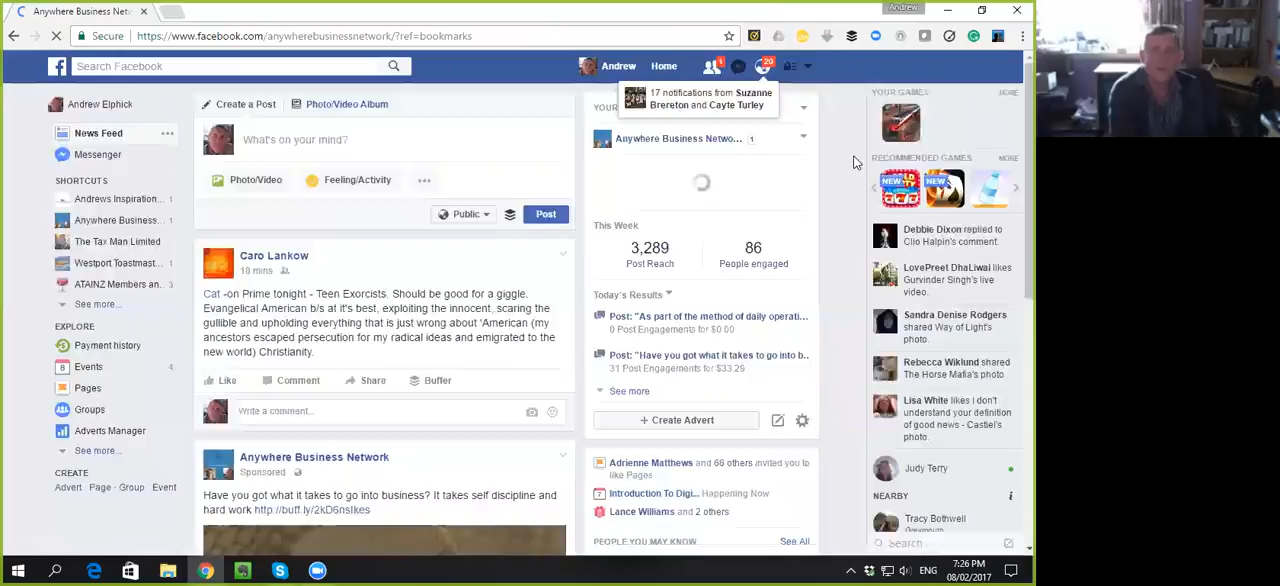 Anywhere Business Netw
Andrew
Secure https://www.facebook.com/anywherebusinessnetwork/?ref=bookmarks
Search Facebook
Andrew Home 1 29
17 notifications from Suzanne
Brereton and Cayte Turley
Andrew Elphick
News Feed
Messenger
SHORTCUTS
Andrews Inspiration... 1
Anywhere Business... 1
The Tax Man Limited
Westport Toastmast... 1
ATAINZ Members an... 3
See more...
EXPLORE
Payment history
Events 4
Pages
Groups
Adverts Manager
See more...
CREATE
Advert · Page · Group Event
Create a Post Photo/Video Album
What's on your mind?
Photo/Video Feeling/Activity
Public Post
Caro Lankow
18 mins
Cat -on Prime tonight - Teen Exorcists. Should be good for a giggle.
Evangelical American b/s at it's best, exploiting the innocent, scaring the
gullible and upholding everything that is just wrong about 'American (my
ancestors escaped persecution for my radical ideas and emigrated to the
new world) Christianity.
Like Comment Share Buffer
Write a comment...
Anywhere Business Network
Sponsored
Have you got what it takes to go into business? It takes self discipline and
hard work http://buff.ly/2kD6nsIkes
YOUR
Anywhere Business Netwo... 1
This Week
3,289 86
Post Reach People engaged
Today's Results
Post: "As part of the method of daily operati...
0 Post Engagements for $0.00
Post: "Have you got what it takes to go into b..
31 Post Engagements for $33.29
See more
+ Create Advert
Adrienne Matthews and 66 others invited you to
like Pages
Introduction To Digi... Happening Now
Lance Williams and 2 others
PEOPLE YOU MAY KNOW See All
YOUR GAMES MORE
RECOMMENDED GAMES MORE
NEW NEW
Debbie Dixon replied to
Clio Halpin's comment.
LovePreet DhaLiwal likes
Gurvinder Singh's live
video.
Sandra Denise Rodgers
shared Way of Light's
photo.
Rebecca Wiklund shared
The Horse Mafia's photo.
Lisa White likes I don't
understand your definition
of good news - Castiel's
photo.
Judy Terry
NEARBY
Tracy Bothwell
Greymouth
Search
ENG 7:26 PM
08/02/2017